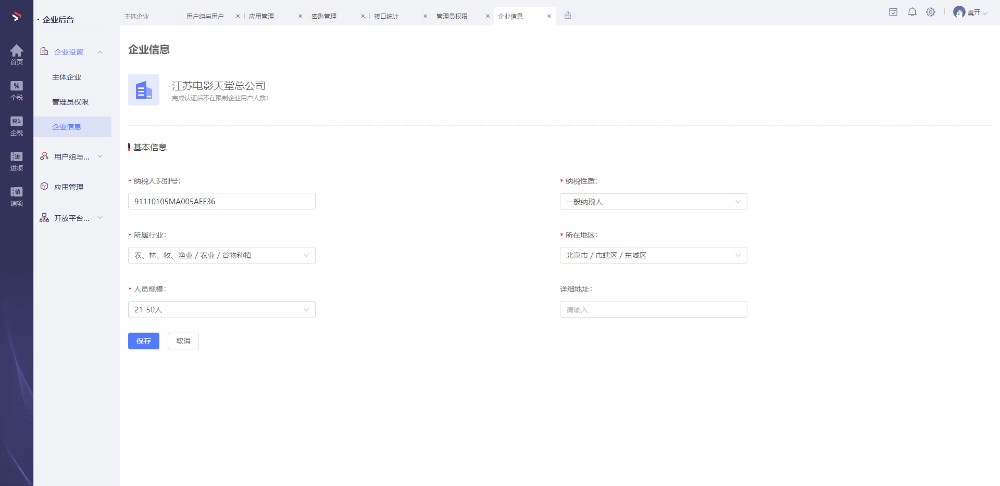 主体企业
用户组与用户
应用管理
密匙管理
接口统计
管理员权限
企业信息
晨开
首页
%
个税
税
企税
进
进项
销
销项
企业后台
企业设置
主体企业
管理员权限
企业信息
用户组与...
应用管理
开放平台...
企业信息
江苏电影天堂总公司
完成认证后不在限制企业用户人数!
基本信息
* 纳税人识别号:
91110105MA005AEF36
* 纳税性质:
一般纳税人
* 所属行业:
农、林、牧、渔业 / 农业 / 谷物种植
* 所在地区:
北京市 / 市辖区 / 东城区
* 人员规模:
21-50人
详细地址:
请输入
保存
取消